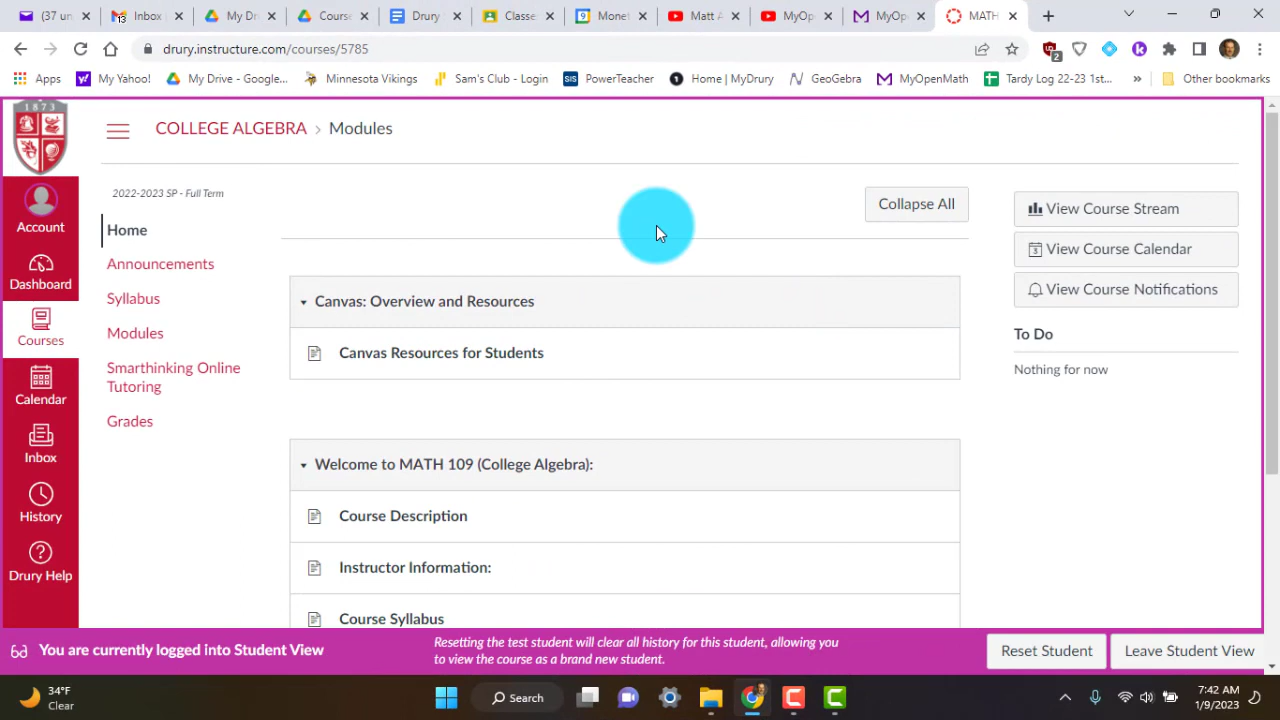 (37 un
Inbox
My Dri
Course
Drury
Classe
Monet
Matt A
MyOp
MyOp
MATH
drury.instructure.com/courses/5785
2
Apps
My Yahoo!
My Drive - Google...
Minnesota Vikings
Sam's Club - Login
SIS
PowerTeacher
Home | MyDrury
GeoGebra
MyOpenMath
Tardy Log 22-23 1st...
»
Other bookmarks
1873
COLLEGE ALGEBRA › Modules
2022-2023 SP - Full Term
Collapse All
Account
Dashboard
Courses
Calendar
Inbox
History
Drury Help
Home
Announcements
Syllabus
Modules
Smarthinking Online
Tutoring
Grades
Canvas: Overview and Resources
Canvas Resources for Students
Welcome to MATH 109 (College Algebra):
Course Description
Instructor Information:
Course Syllabus
View Course Stream
View Course Calendar
View Course Notifications
To Do
Nothing for now
You are currently logged into Student View
Resetting the test student will clear all history for this student, allowing you
to view the course as a brand new student.
Reset Student
Leave Student View
34°F
Clear
Search
7:42 AM
1/9/2023